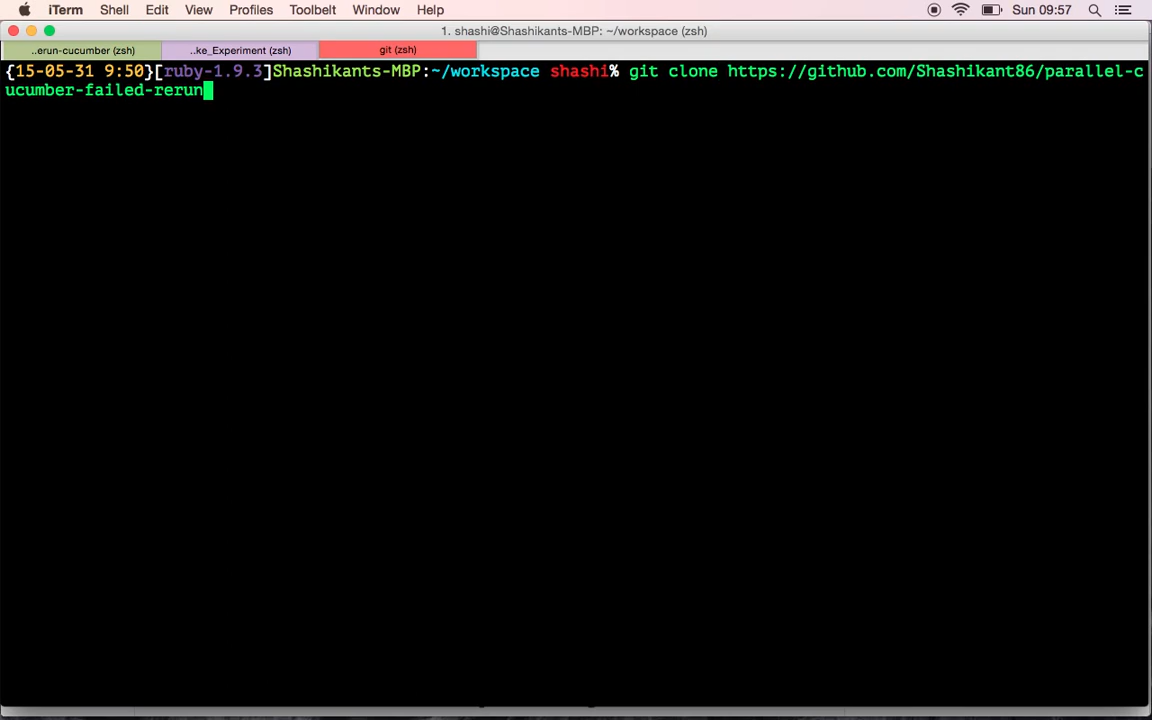 iTerm Shell Edit View Profiles Toolbelt Window Help Sun 09:57
1. shashi@Shashikants-MBP: ~/workspace (zsh)
..erun-cucumber (zsh) ..ke_Experiment (zsh) git (zsh)
{15-05-31 9:50}[ruby-1.9.3]Shashikants-MBP:~/workspace shashi% git clone https://github.com/Shashikant86/parallel-c
ucumber-failed-rerun